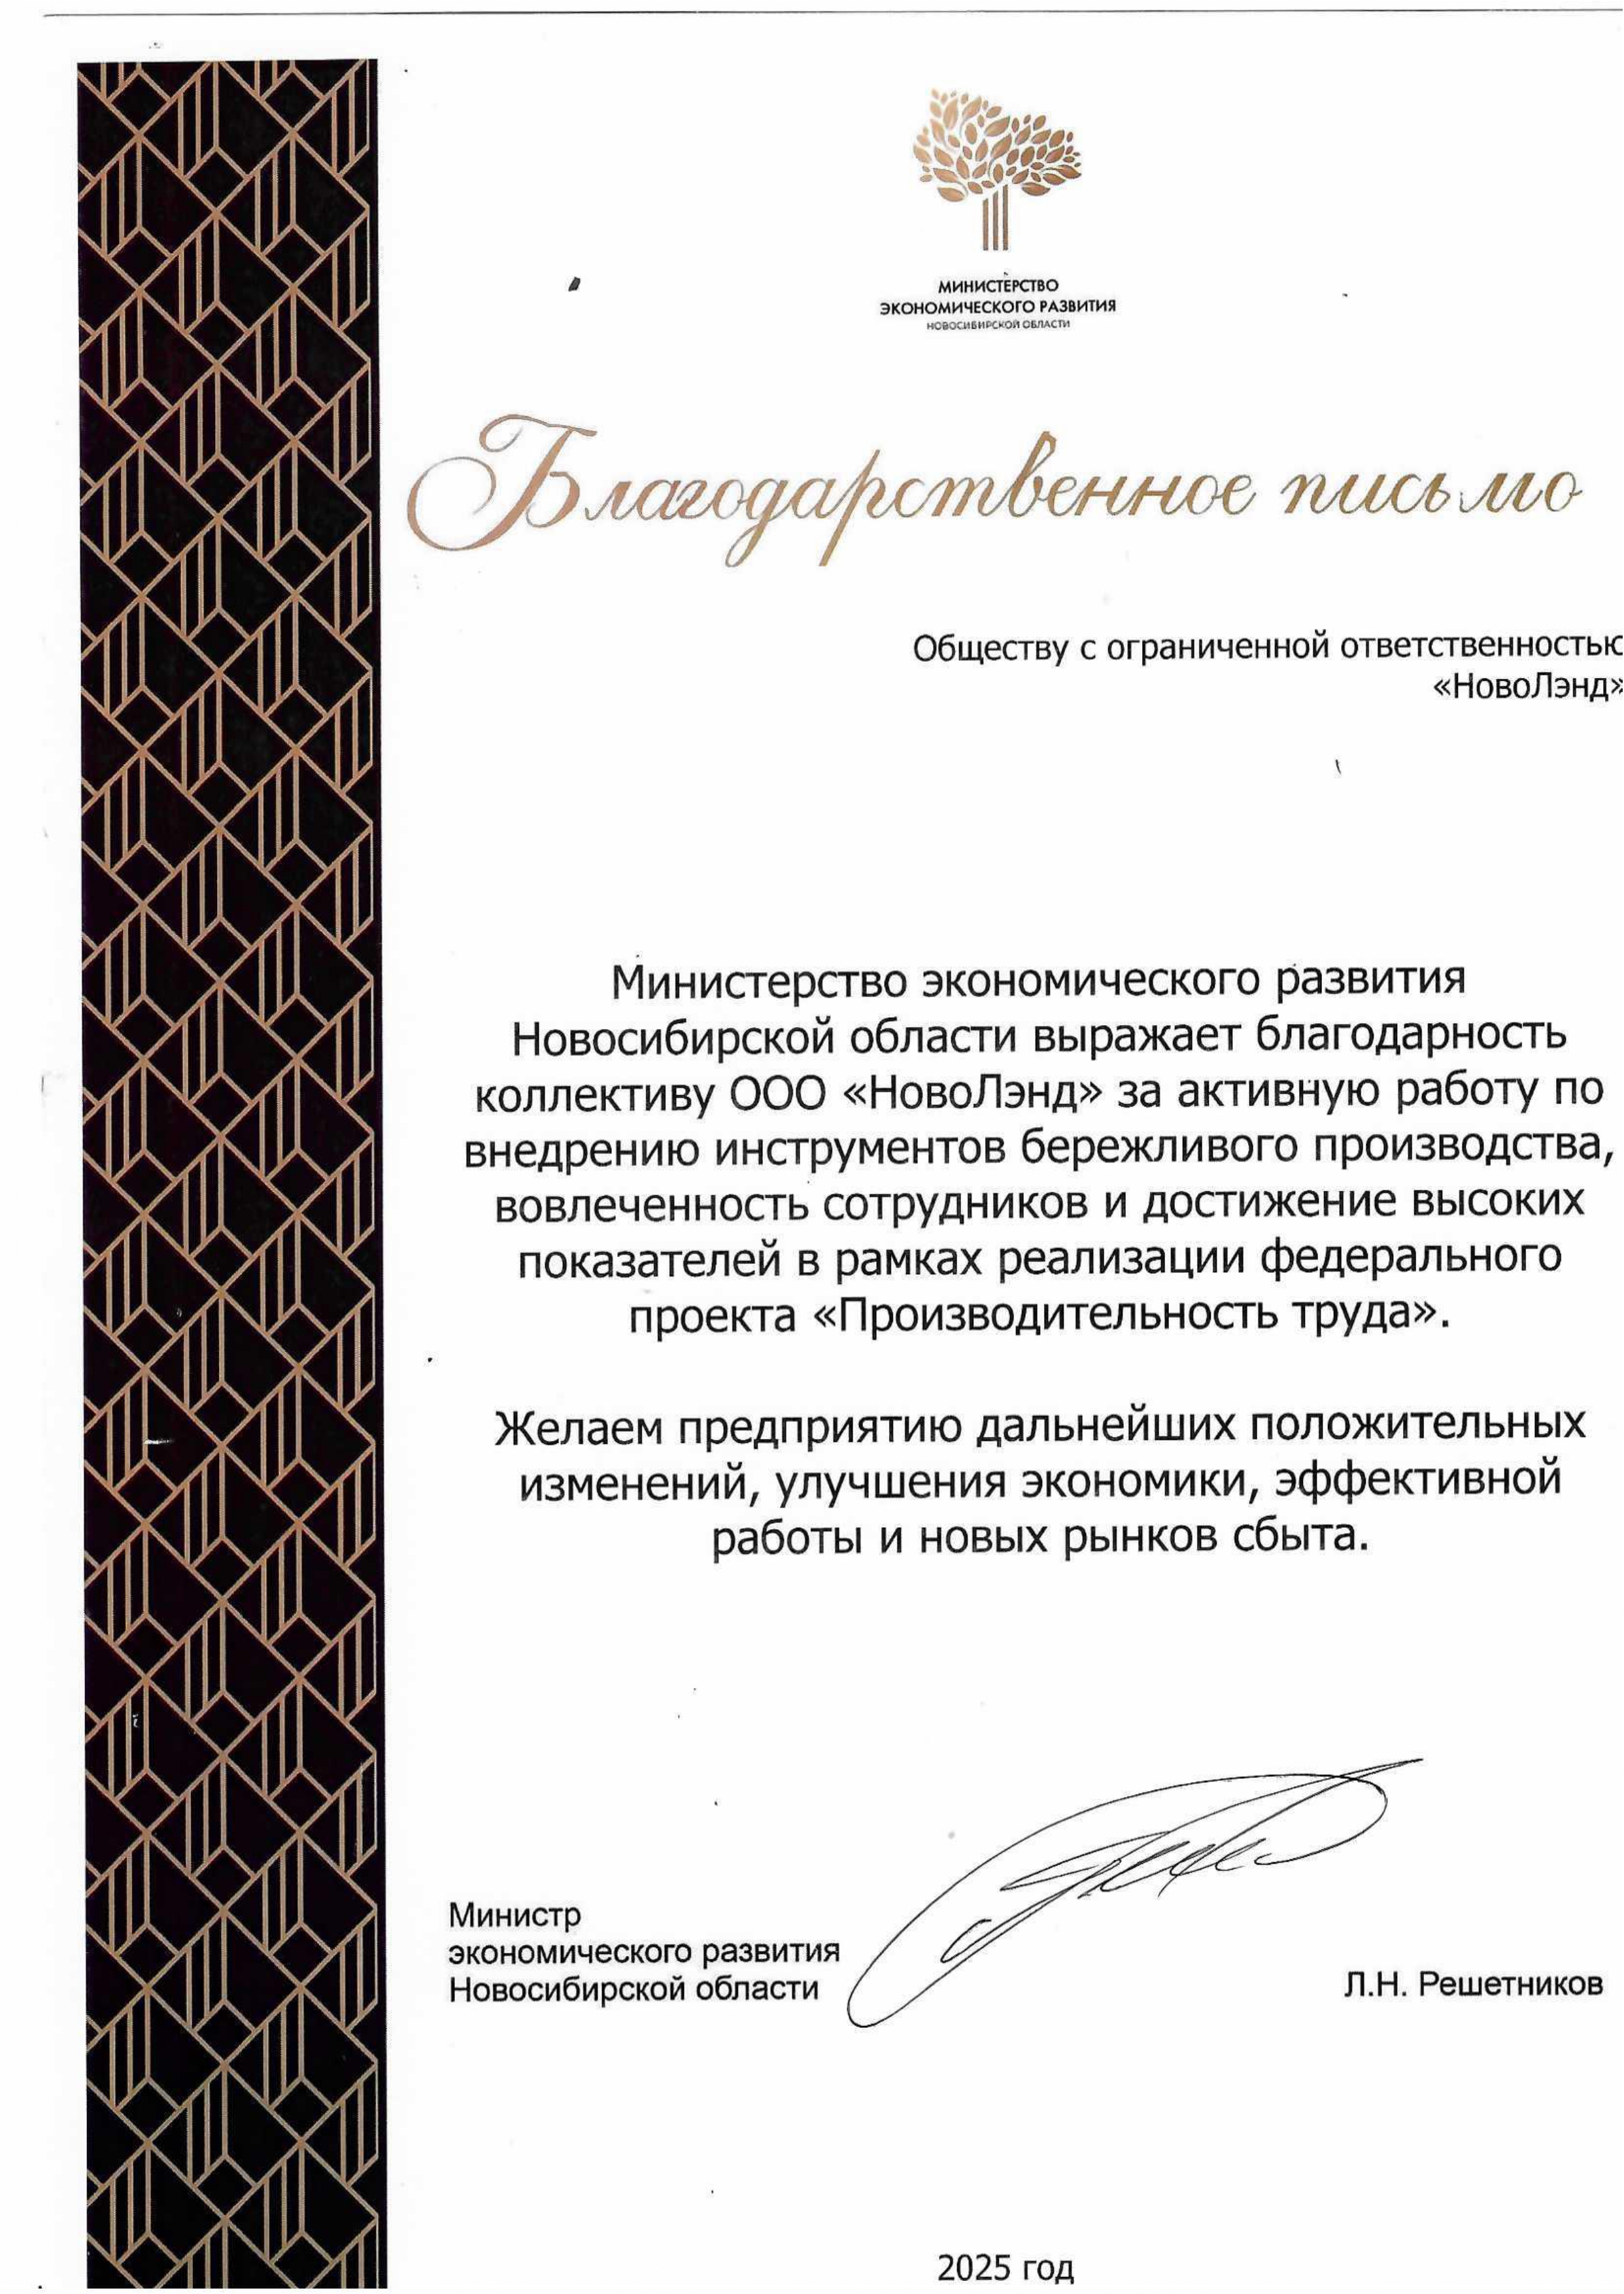 МИНИСТЕРСТВО
ЭКОНОМИЧЕСКОГО РАЗВИТИЯ
НОВОСИБИРСКОЙ ОБЛАСТИ
Благодарственное письмо
Обществу с ограниченной ответственностью
«НовоЛэнд»
Министерство экономического развития
Новосибирской области выражает благодарность
коллективу ООО «НовоЛэнд» за активную работу по
внедрению инструментов бережливого производства,
вовлеченность сотрудников и достижение высоких
показателей в рамках реализации федерального
проекта «Производительность труда».
Желаем предприятию дальнейших положительных
изменений, улучшения экономики, эффективной
работы и новых рынков сбыта.
Министр
экономического развития
Новосибирской области
Л.Н. Решетников
2025 год